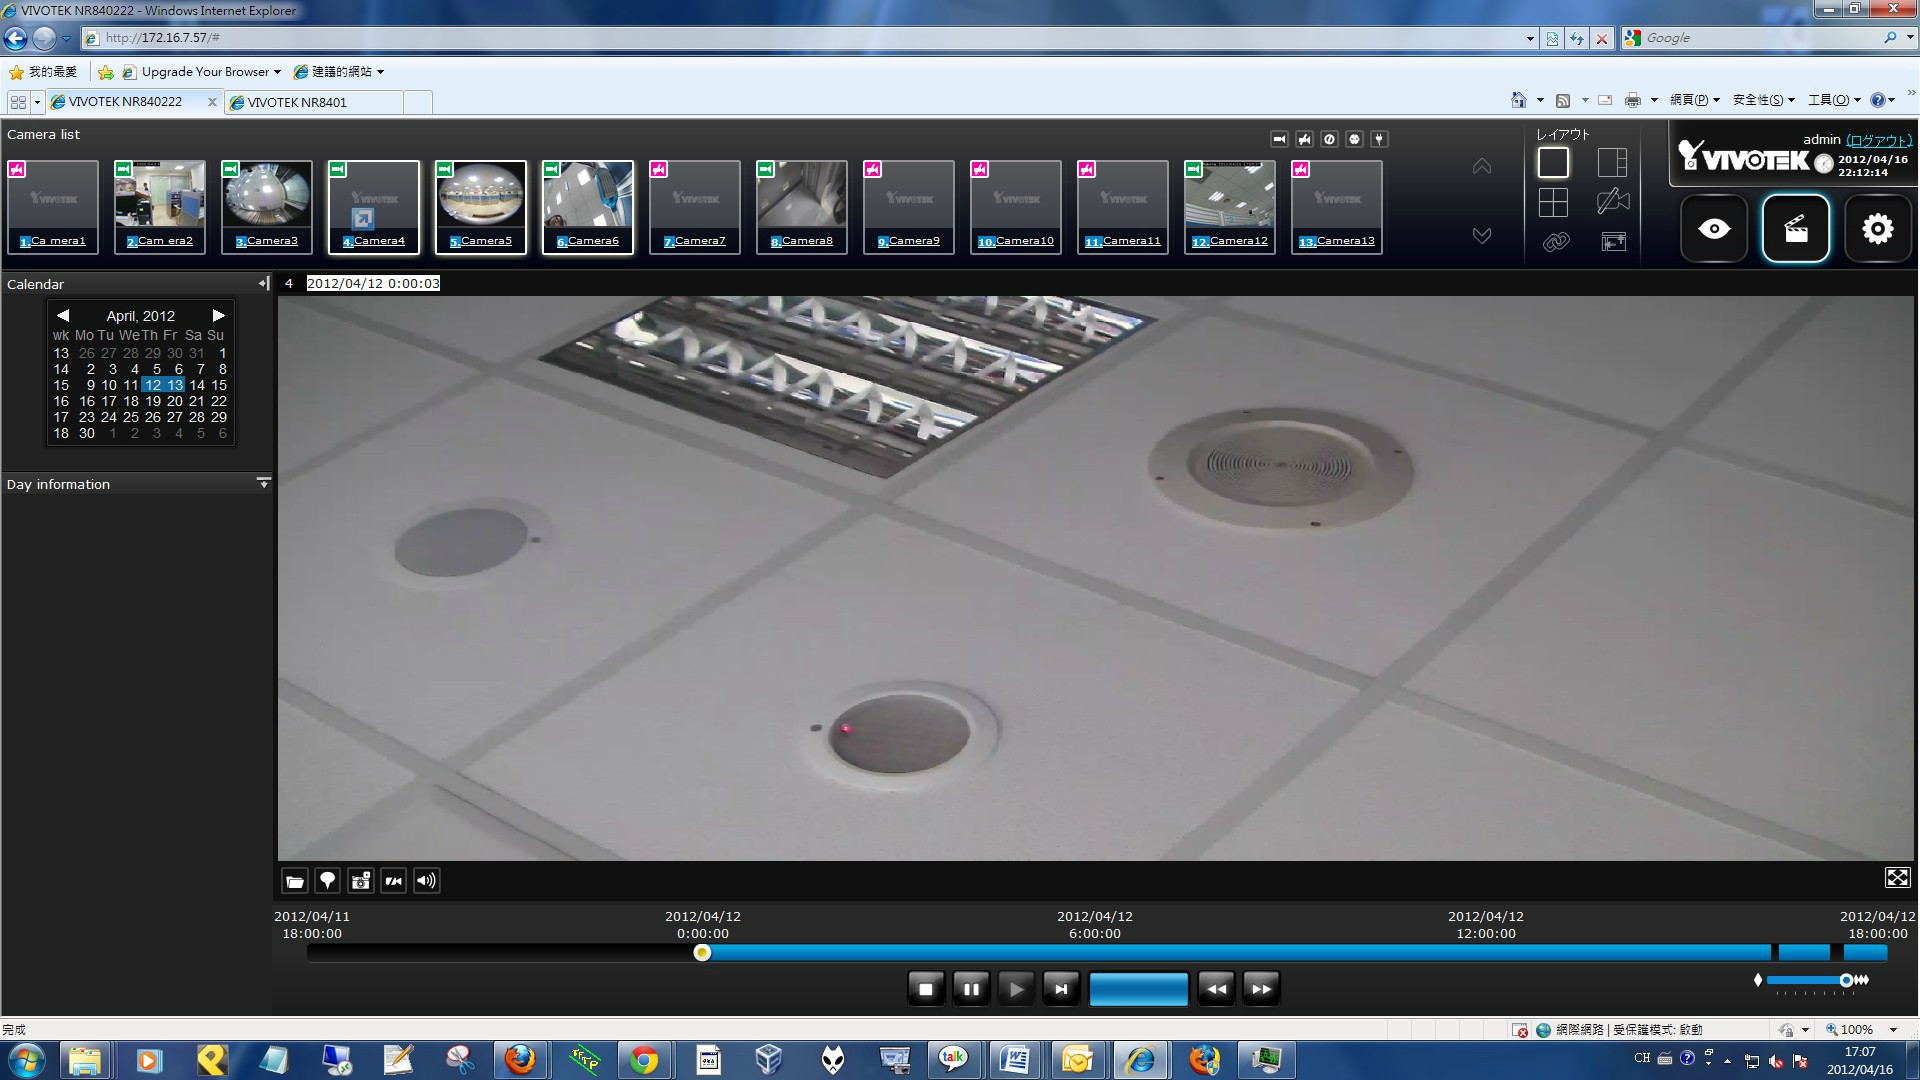 VIVOTEK NR840222 - Windows Internet Explorer
http://172.16.7.57/#
Google
我的最愛
Upgrade Your Browser
建議的網站
VIVOTEK NR840222
VIVOTEK NR8401
網頁(P)
安全性(S)
工具(O)
Camera list
レイアウト
admin (ログアウト)
VIVOTEK
2012/04/16
22:12:14
VIVOTEK
VIVOTEK
VIVOTEK
VIVOTEK
VIVOTEK
VIVOTEK
VIVOTEK
1.Ca mera1
2.Cam era2
3.Camera3
4.Camera4
5.Camera5
6.Camera6
7.Camera7
8.Camera8
9.Camera9
10.Camera10
11.Camera11
12.Camera12
13.Camera13
Calendar
4 2012/04/12 0:00:03
April, 2012
wk Mo Tu We Th Fr Sa Su
13 26 27 28 29 30 31 1
14 2 3 4 5 6 7 8
15 9 10 11 12 13 14 15
16 16 17 18 19 20 21 22
17 23 24 25 26 27 28 29
18 30 1 2 3 4 5 6
Day information
2012/04/11
18:00:00
2012/04/12
0:00:00
2012/04/12
6:00:00
2012/04/12
12:00:00
2012/04/12
18:00:00
完成
網際網路 | 受保護模式: 啟動
100%
talk
CH
17:07
2012/04/16